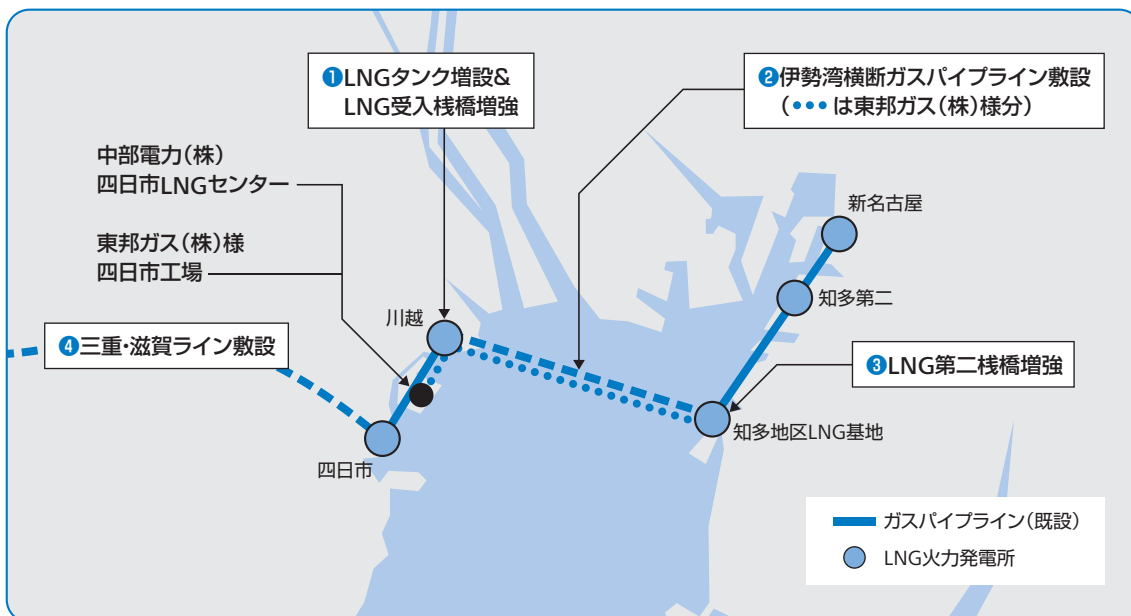 ❶LNGタンク増設&
LNG受入桟橋増強
❷伊勢湾横断ガスパイプライン敷設
(•••は東邦ガス(株)様分)
中部電力(株)
四日市LNGセンター
東邦ガス(株)様
四日市工場
新名古屋
知多第二
川越
❹三重・滋賀ライン敷設
❸LNG第二桟橋増強
知多地区LNG基地
四日市
ガスパイプライン(既設)
LNG火力発電所